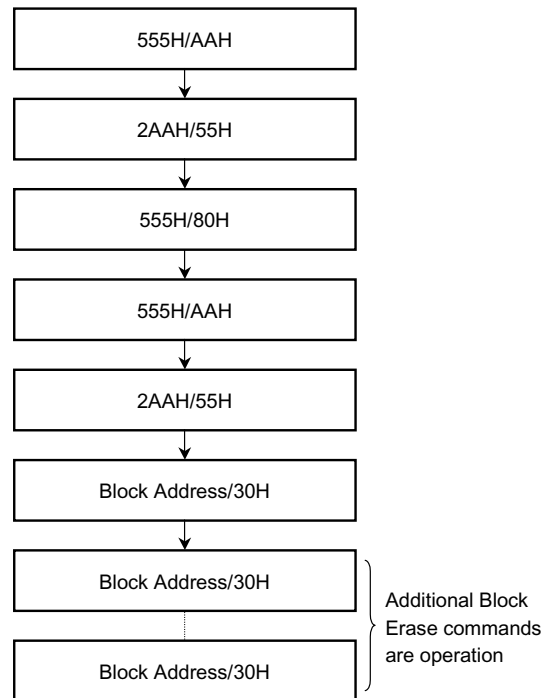 555H/AAH
2AAH/55H
555H/80H
555H/AAH
2AAH/55H
Block Address/30H
Block Address/30H
Block Address/30H
Additional Block
Erase commands
are operation